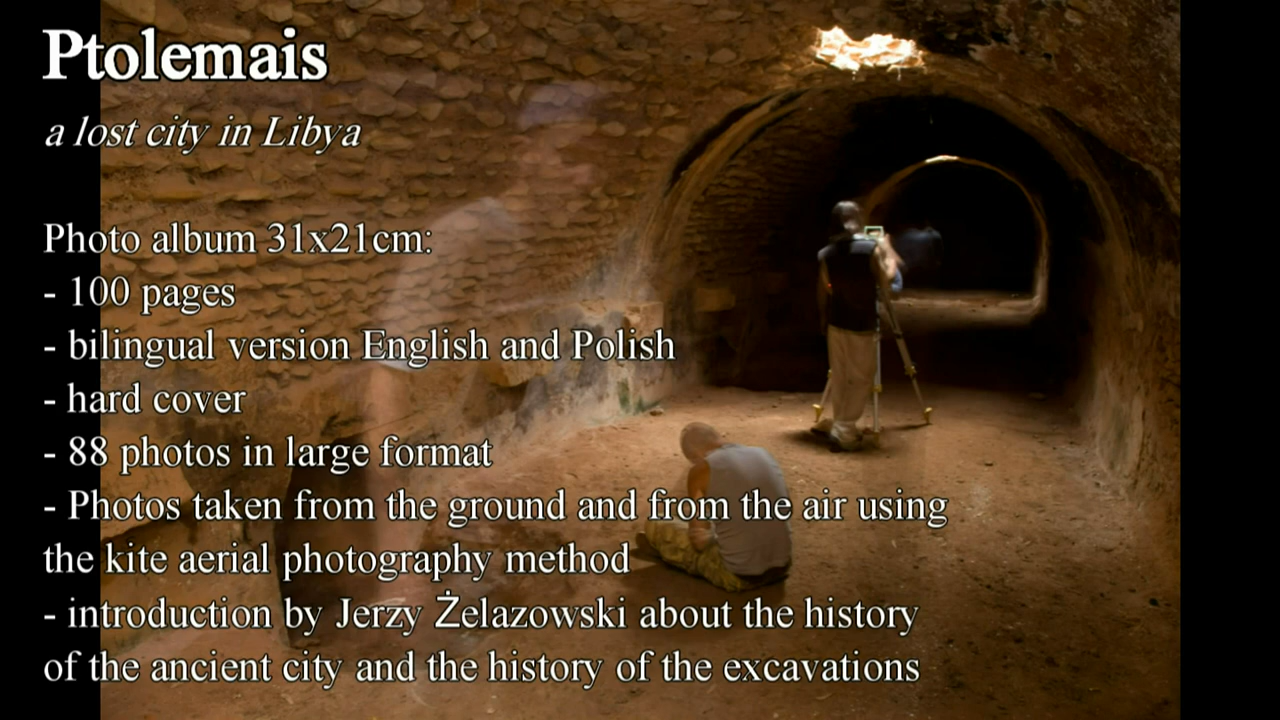 Ptolemais
a lost city in Libya
Photo album 31x21cm:
- 100 pages
- bilingual version English and Polish
- hard cover
- 88 photos in large format
- Photos taken from the ground and from the air using
the kite aerial photography method
- introduction by Jerzy Żelazowski about the history
of the ancient city and the history of the excavations